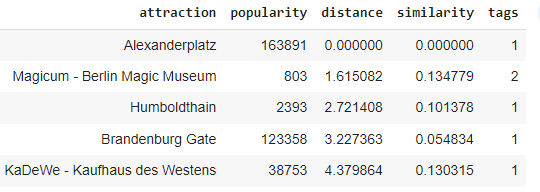 attraction popularity distance similarity tags
Alexanderplatz 163891 0.000000 0.000000 1
Magicum - Berlin Magic Museum 803 1.615082 0.134779 2
Humboldthain 2393 2.721408 0.101378 1
Brandenburg Gate 123358 3.227363 0.054834 1
KaDeWe - Kaufhaus des Westens 38753 4.379864 0.130315 1